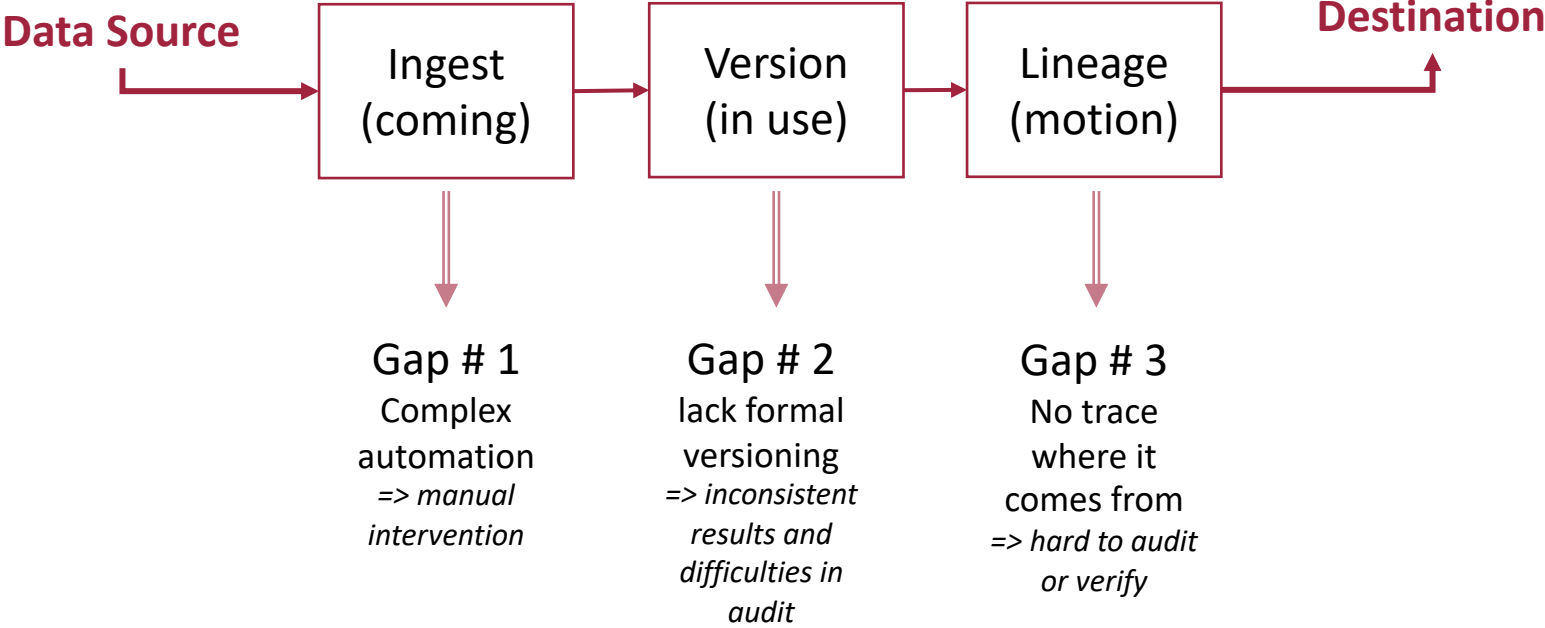 Data Source
Destination
Ingest
(coming)
Version
(in use)
Lineage
(motion)
Gap # 1
Complex
automation
=> manual
intervention
Gap # 2
lack formal
versioning
=> inconsistent
results and
difficulties in
audit
Gap # 3
No trace
where it
comes from
=> hard to audit
or verify